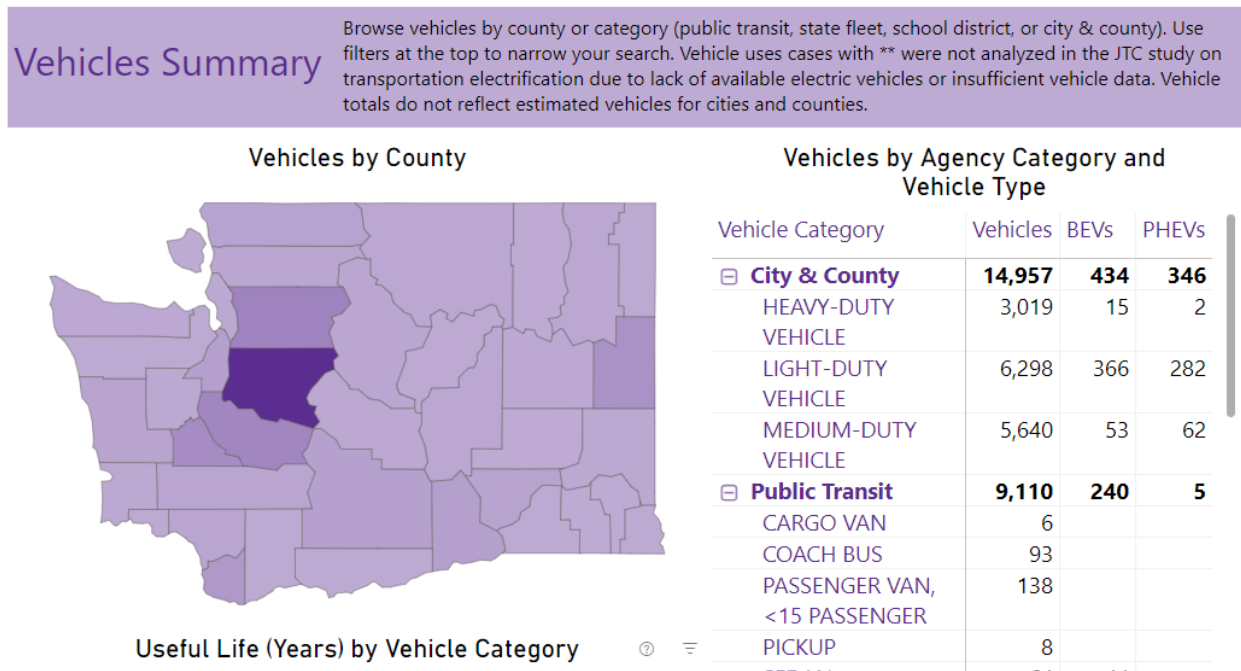 Vehicles Summary
Browse vehicles by county or category (public transit, state fleet, school district, or city & county). Use
filters at the top to narrow your search. Vehicle uses cases with ** were not analyzed in the JTC study on
transportation electrification due to lack of available electric vehicles or insufficient vehicle data. Vehicle
totals do not reflect estimated vehicles for cities and counties.
Vehicles by County
Useful Life (Years) by Vehicle Category
Vehicles by Agency Category and
Vehicle Type
Vehicle Category Vehicles BEVs PHEVs
City & County 14,957 434 346
HEAVY-DUTY 3,019 15 2
VEHICLE
LIGHT-DUTY 6,298 366 282
VEHICLE
MEDIUM-DUTY 5,640 53 62
VEHICLE
Public Transit 9,110 240 5
CARGO VAN 6
COACH BUS 93
PASSENGER VAN, 138
<15 PASSENGER
PICKUP 8